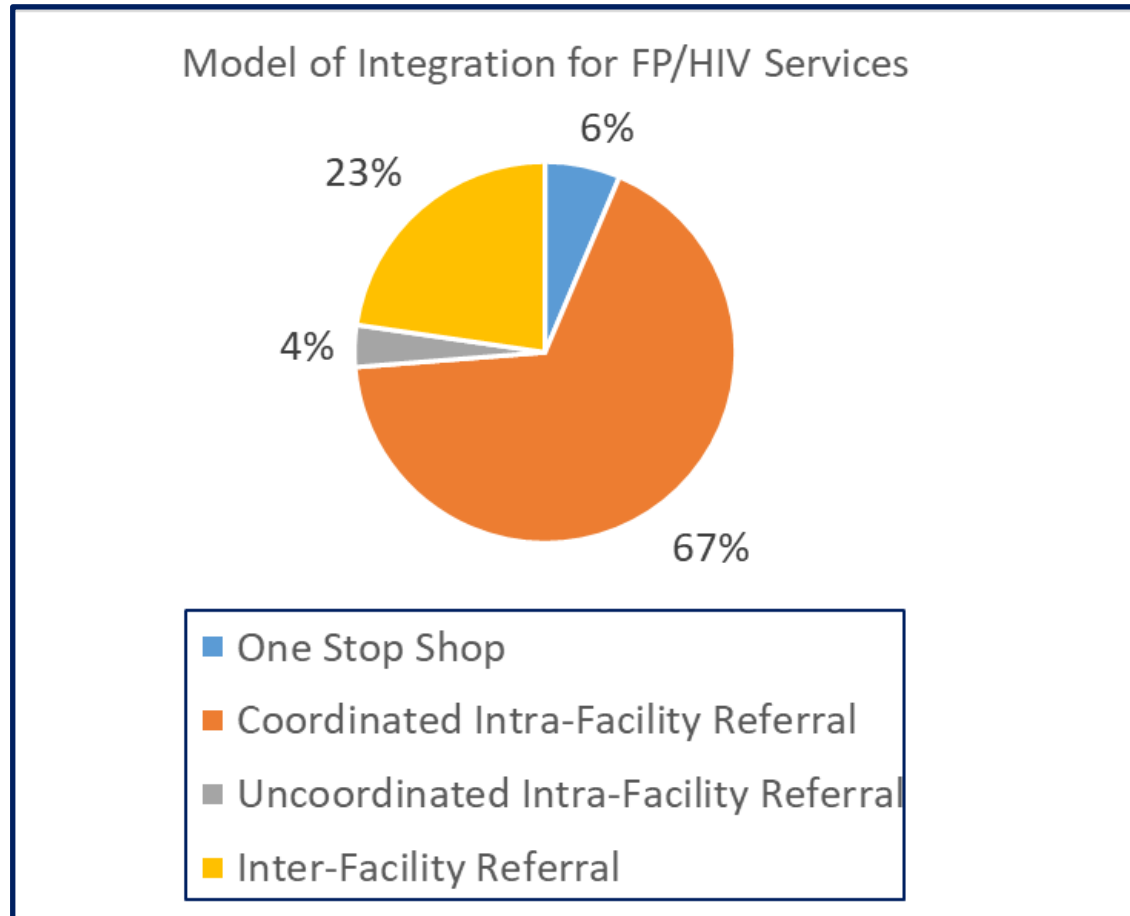 Model of Integration for FP/HIV Services
6%
23%
4%
67%
One Stop Shop
Coordinated Intra-Facility Referral
Uncoordinated Intra-Facility Referral
Inter-Facility Referral